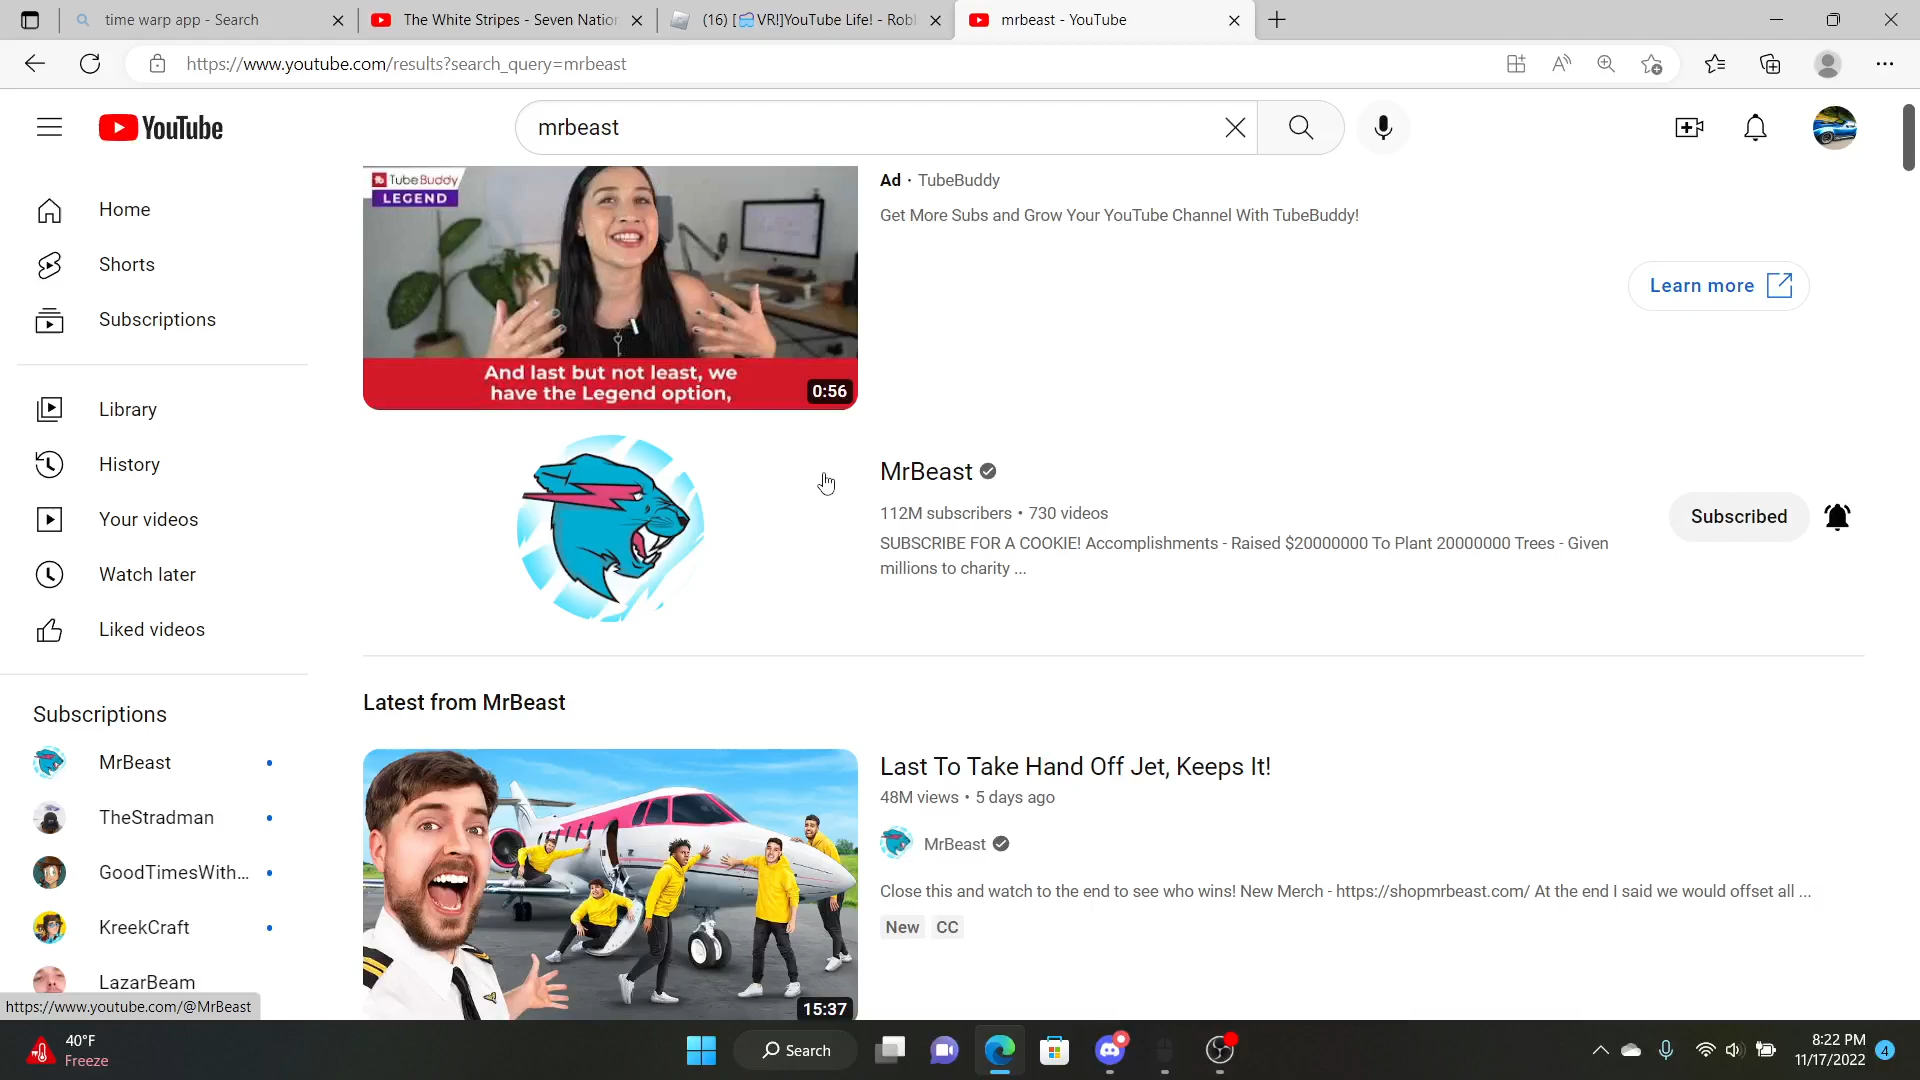 time warp app - Search
The White Stripes - Seven Natior
(16) [🥽VR!]YouTube Life! - Robl
mrbeast - YouTube
https://www.youtube.com/results?search_query=mrbeast
YouTube
mrbeast
Home
Shorts
Subscriptions
Library
History
Your videos
Watch later
Liked videos
Subscriptions
MrBeast
TheStradman
GoodTimesWith...
KreekCraft
LazarBeam
https://www.youtube.com/@MrBeast
TubeBuddy
LEGEND
And last but not least, we
have the Legend option,
0:56
Ad · TubeBuddy
Get More Subs and Grow Your YouTube Channel With TubeBuddy!
Learn more
MrBeast
112M subscribers • 730 videos
SUBSCRIBE FOR A COOKIE! Accomplishments - Raised $20000000 To Plant 20000000 Trees - Given
millions to charity ...
Subscribed
Latest from MrBeast
15:37
Last To Take Hand Off Jet, Keeps It!
48M views • 5 days ago
MrBeast
Close this and watch to the end to see who wins! New Merch - https://shopmrbeast.com/ At the end I said we would offset all ...
New CC
40°F
Freeze
Search
8:22 PM
11/17/2022
4